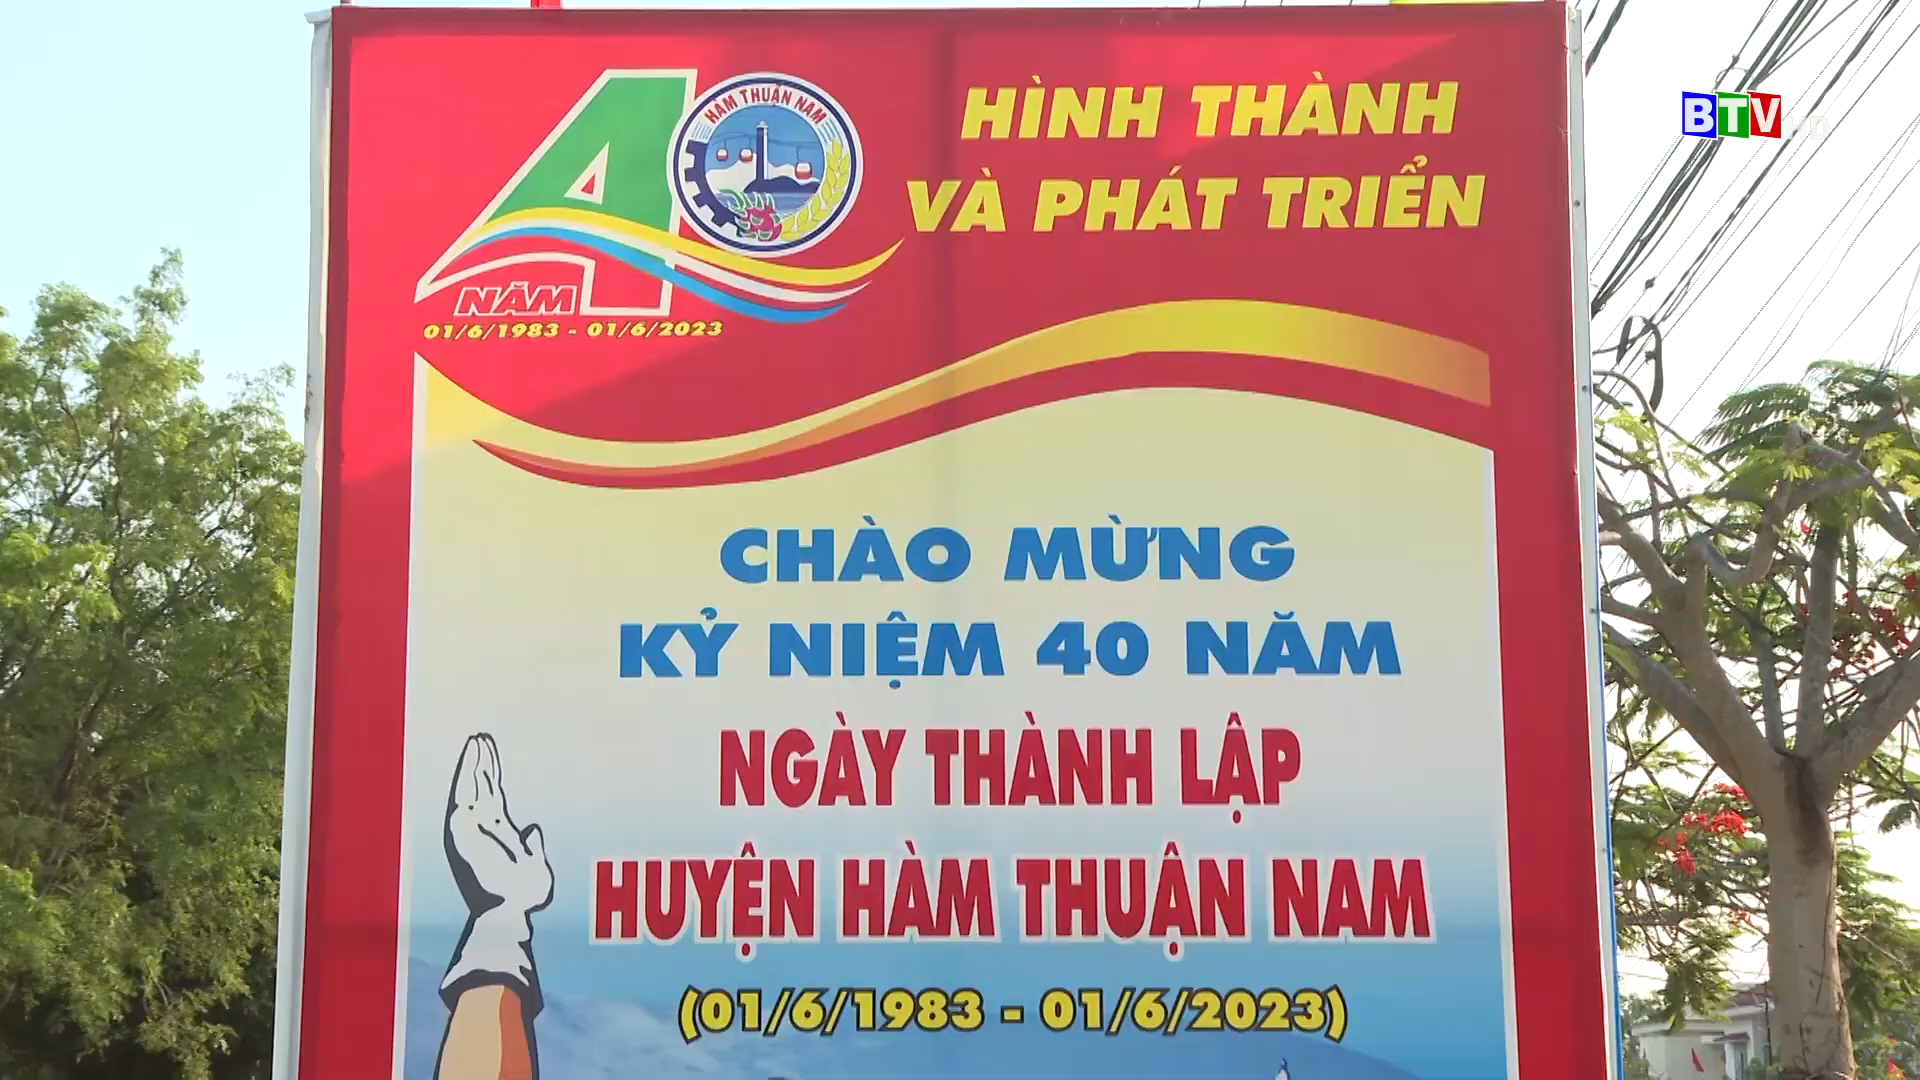 HÀM THUẬN NAM
NĂM
01/6/1983 - 01/6/2023
HÌNH THÀNH
VÀ PHÁT TRIỂN
BTV HD
CHÀO MỪNG
KỶ NIỆM 40 NĂM
NGÀY THÀNH LẬP
HUYỆN HÀM THUẬN NAM
(01/6/1983 - 01/6/2023)